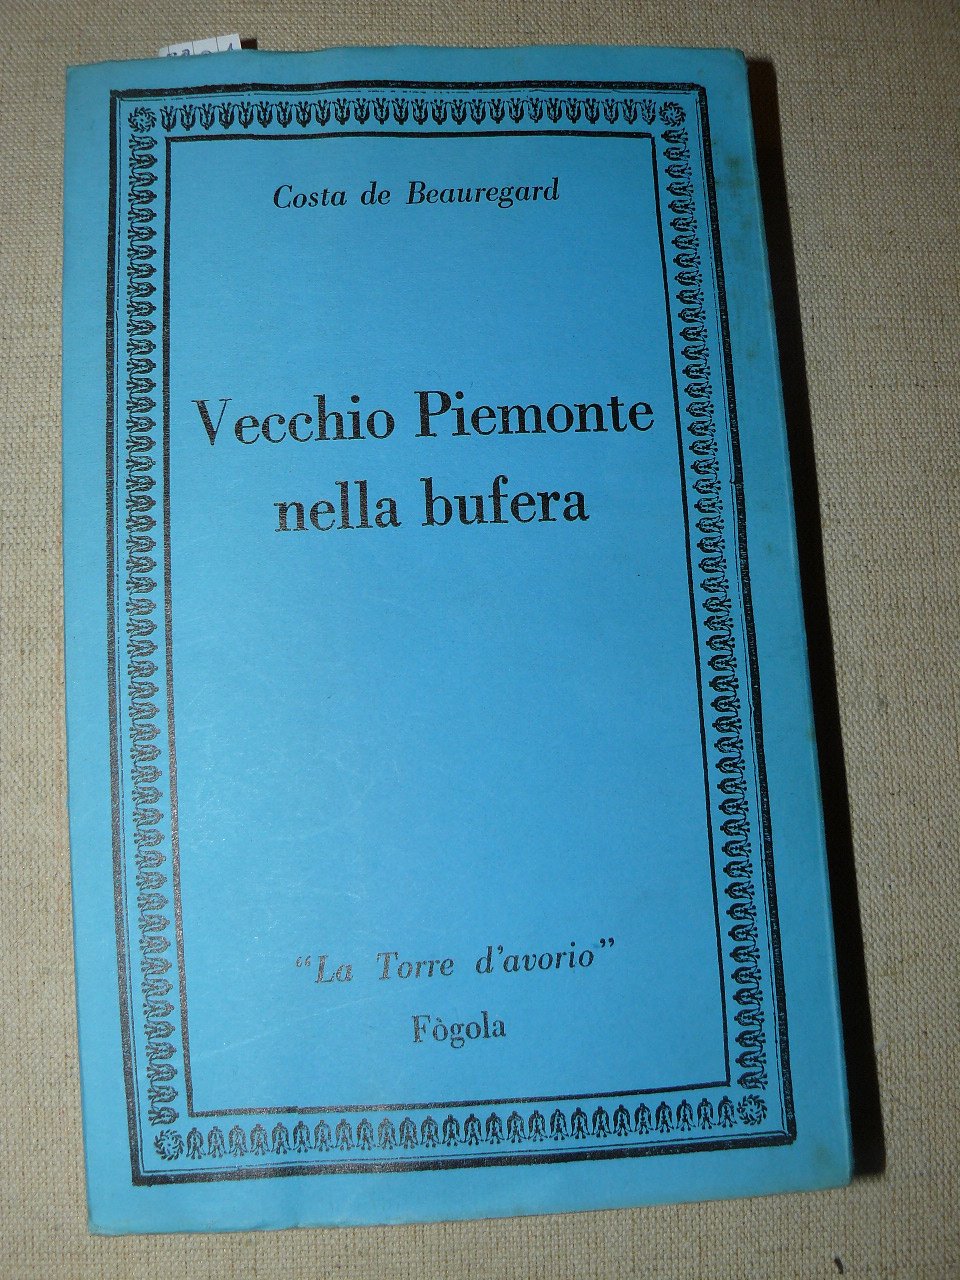 Costa de Beauregard
Vecchio Piemonte
nella bufera
“La Torre d’avorio”
Fògola